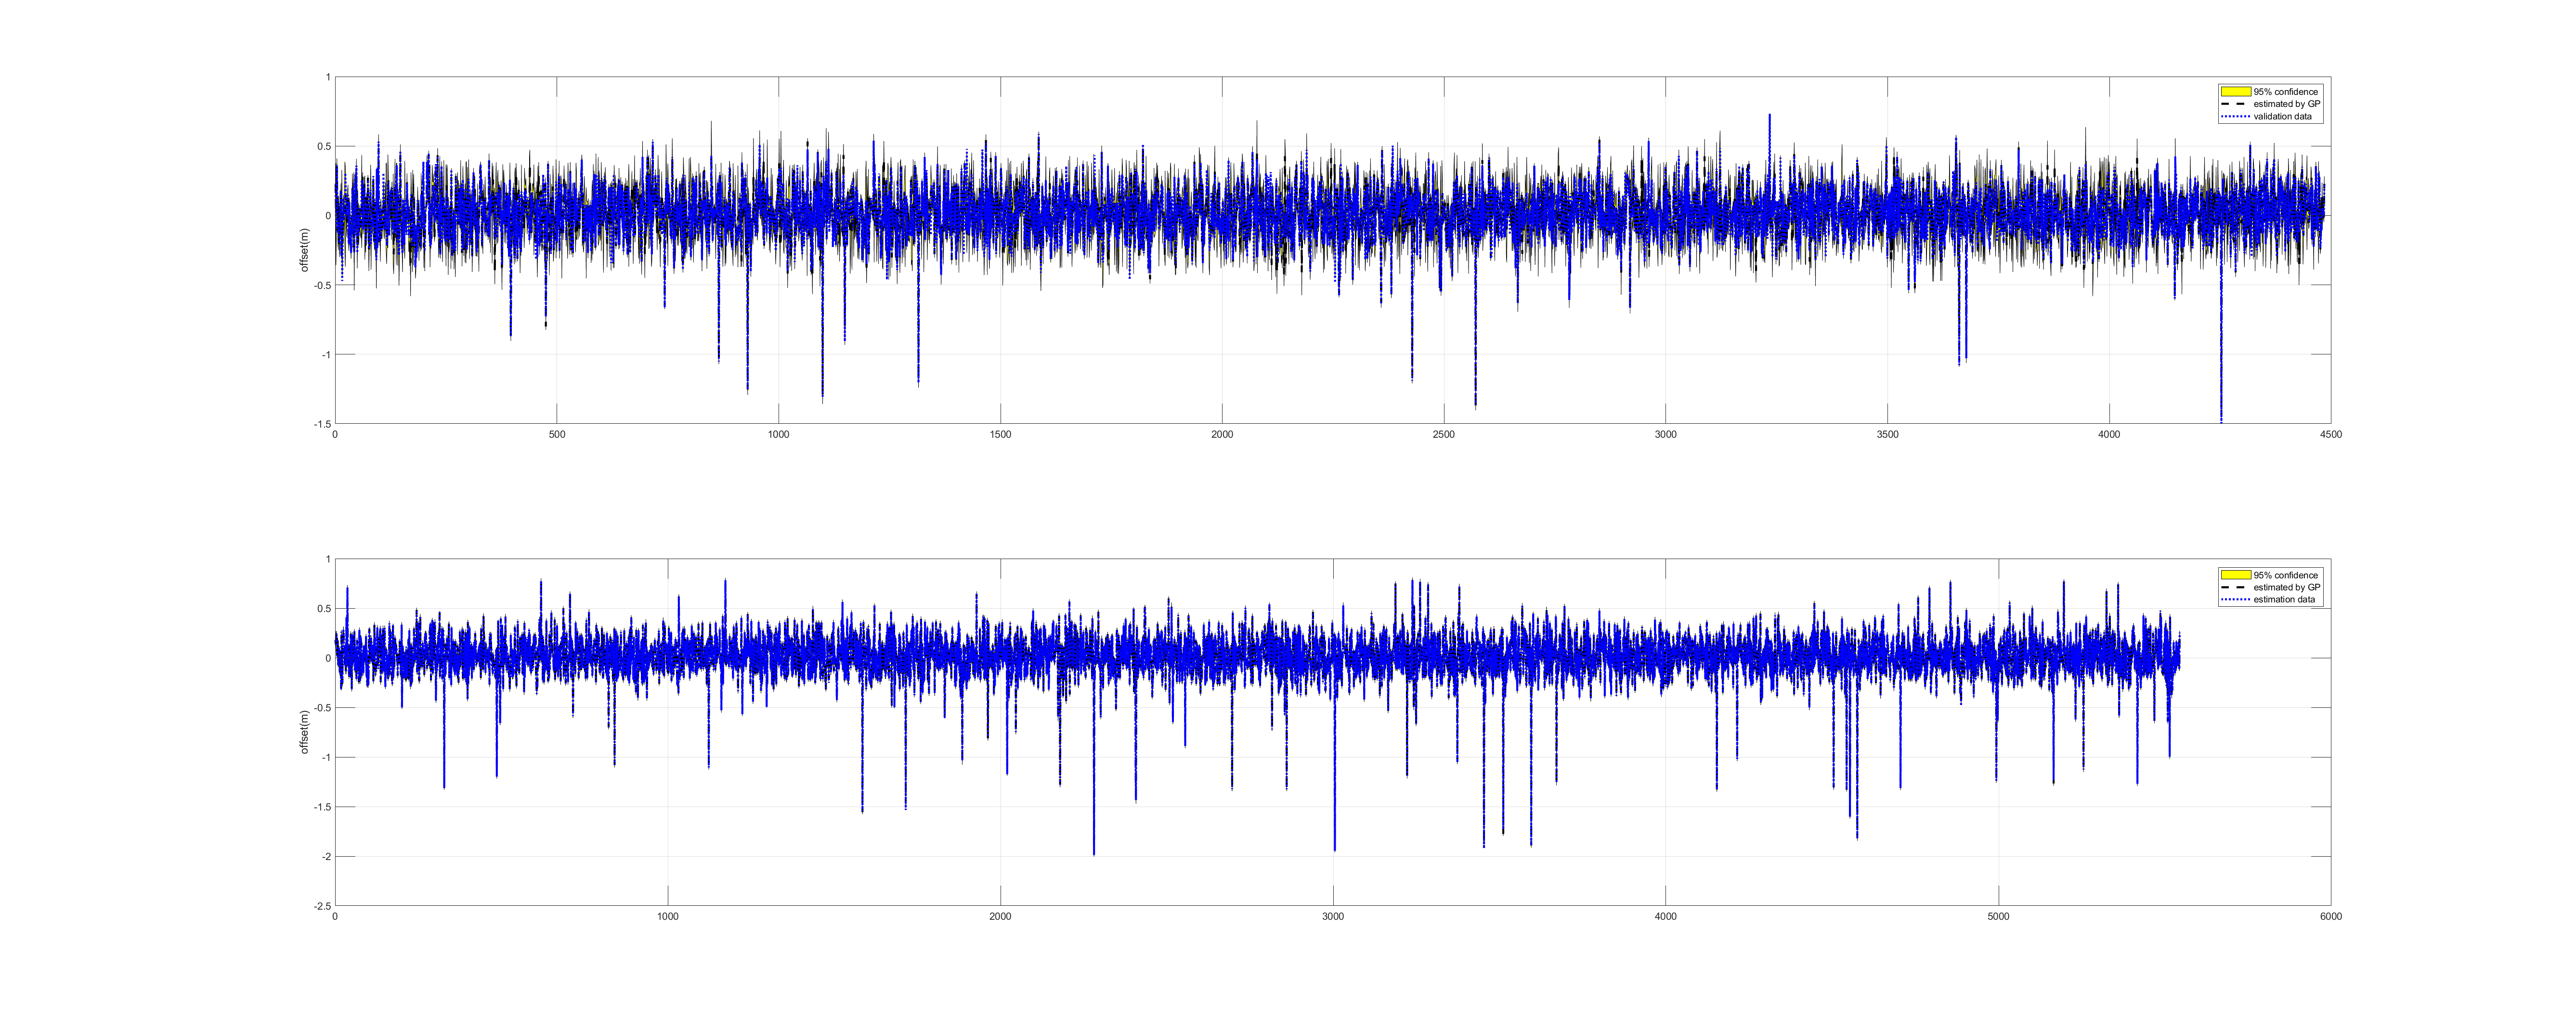 1
0.5
0
-0.5
-1
-1.5
offset(m)
0 500 1000 1500 2000 2500 3000 3500 4000 4500
95% confidence
estimated by GP
validation data
1
0.5
0
-0.5
-1
-1.5
-2
-2.5
offset(m)
0 1000 2000 3000 4000 5000 6000
95% confidence
estimated by GP
estimation data